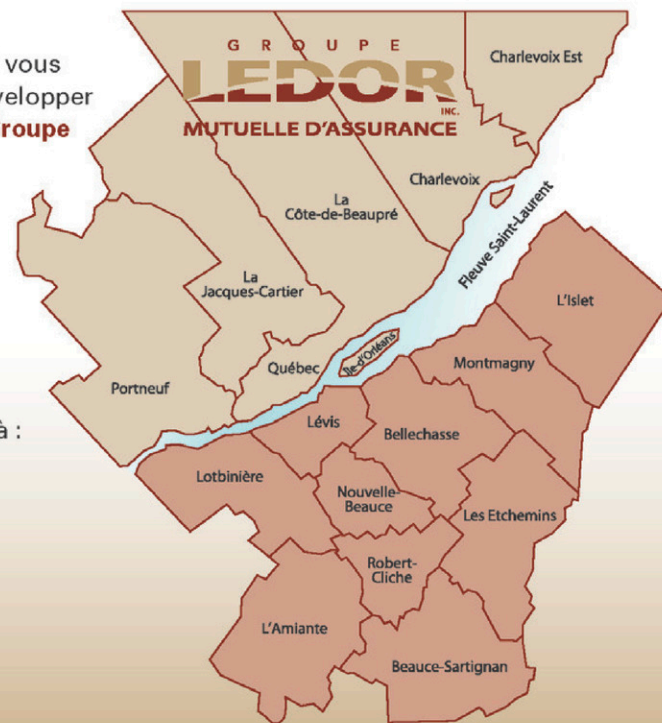 vous
velopper
roupe
à :
GROUPE
LEDOR
INC.
MUTUELLE D'ASSURANCE
Charlevoix Est
Charlevoix
La
Côte-de-Beaupré
Fleuve Saint-Laurent
La
Jacques-Cartier
L'Islet
Île-d'Orléans
Montmagny
Québec
Portneuf
Lévis
Bellechasse
Lotbinière
Nouvelle-
Beauce
Les Etchemins
Robert-
Cliche
L'Amiante
Beauce-Sartignan